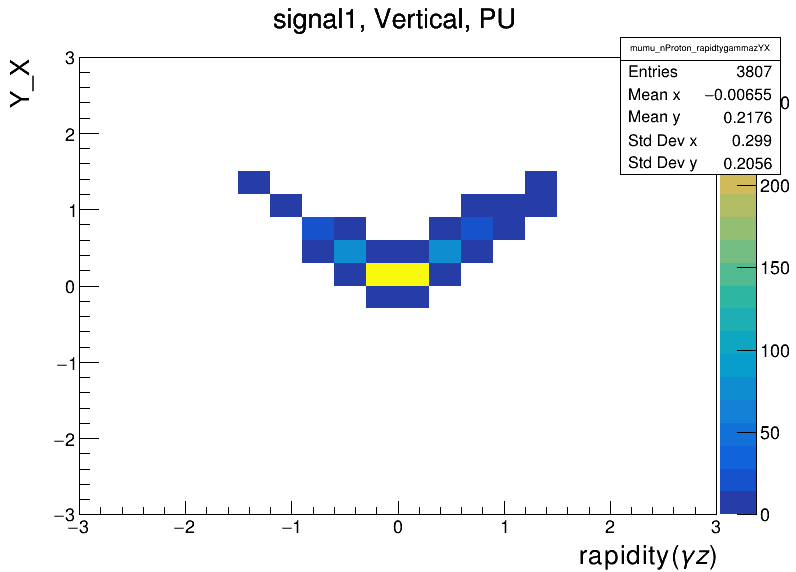 signal1, Vertical, PU
mumu_nProton_rapidtygammazYX
Entries 3807
Mean x −0.00655
Mean y 0.2176
Std Dev x 0.299
Std Dev y 0.2056
Y_X
3
2
1
0
−1
−2
−3
−3
−2
−1
0
1
2
3
rapidity(γz)
0
200
150
100
50
0